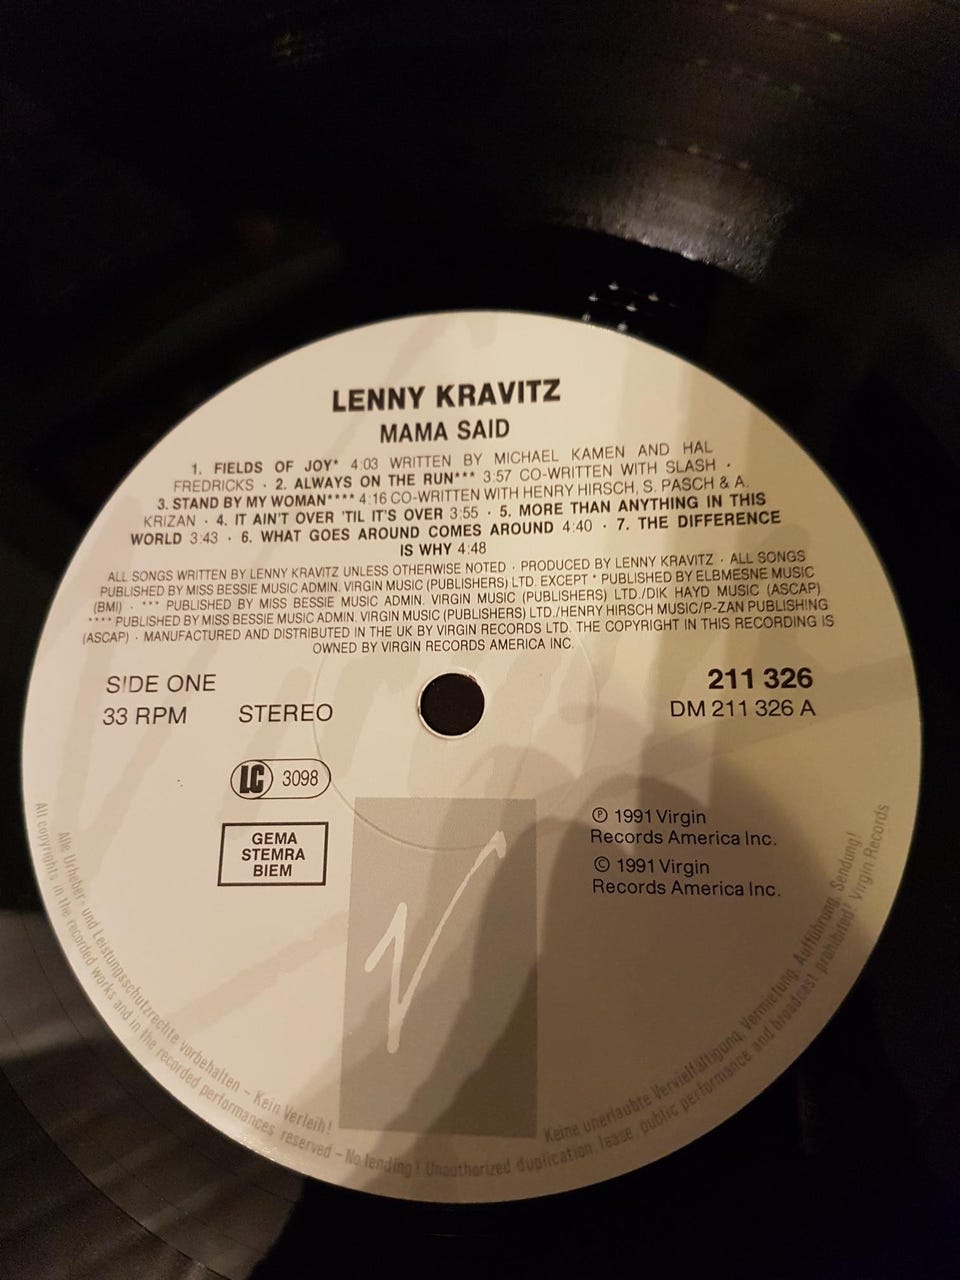 LENNY KRAVITZ
MAMA SAID
1. FIELDS OF JOY* 4:03 WRITTEN BY MICHAEL KAMEN AND HAL
FREDRICKS · 2. ALWAYS ON THE RUN*** 3:57 CO-WRITTEN WITH SLASH ·
3. STAND BY MY WOMAN**** 4:16 CO-WRITTEN WITH HENRY HIRSCH, S. PASCH & A.
KRIZAN · 4. IT AIN'T OVER 'TIL IT'S OVER 3:55 · 5. MORE THAN ANYTHING IN THIS
WORLD 3:43 · 6. WHAT GOES AROUND COMES AROUND 4:40 · 7. THE DIFFERENCE
IS WHY 4:48
ALL SONGS WRITTEN BY LENNY KRAVITZ UNLESS OTHERWISE NOTED · PRODUCED BY LENNY KRAVITZ · ALL SONGS
PUBLISHED BY MISS BESSIE MUSIC ADMIN. VIRGIN MUSIC (PUBLISHERS) LTD. EXCEPT * PUBLISHED BY ELBMESNE MUSIC
(BMI) · *** PUBLISHED BY MISS BESSIE MUSIC ADMIN. VIRGIN MUSIC (PUBLISHERS) LTD./DIK HAYD MUSIC (ASCAP)
**** PUBLISHED BY MISS BESSIE MUSIC ADMIN. VIRGIN MUSIC (PUBLISHERS) LTD./HENRY HIRSCH MUSIC/P-ZAN PUBLISHING
(ASCAP) · MANUFACTURED AND DISTRIBUTED IN THE UK BY VIRGIN RECORDS LTD. THE COPYRIGHT IN THIS RECORDING IS
OWNED BY VIRGIN RECORDS AMERICA INC.
SIDE ONE
33 RPM STEREO
211 326
DM 211 326 A
LC 3098
GEMA
STEMRA
BIEM
℗ 1991 Virgin
Records America Inc.
© 1991 Virgin
Records America Inc.
Alle Urheber- und Leistungsschutzrechte vorbehalten – Kein Verleih! Keine unerlaubte Vervielfältigung, Vermietung, Aufführung, Sendung!
All copyrights in the recorded works and in the recorded performances reserved – No lending! Unauthorized duplication, lease, public performance and broadcast prohibited! Virgin Records